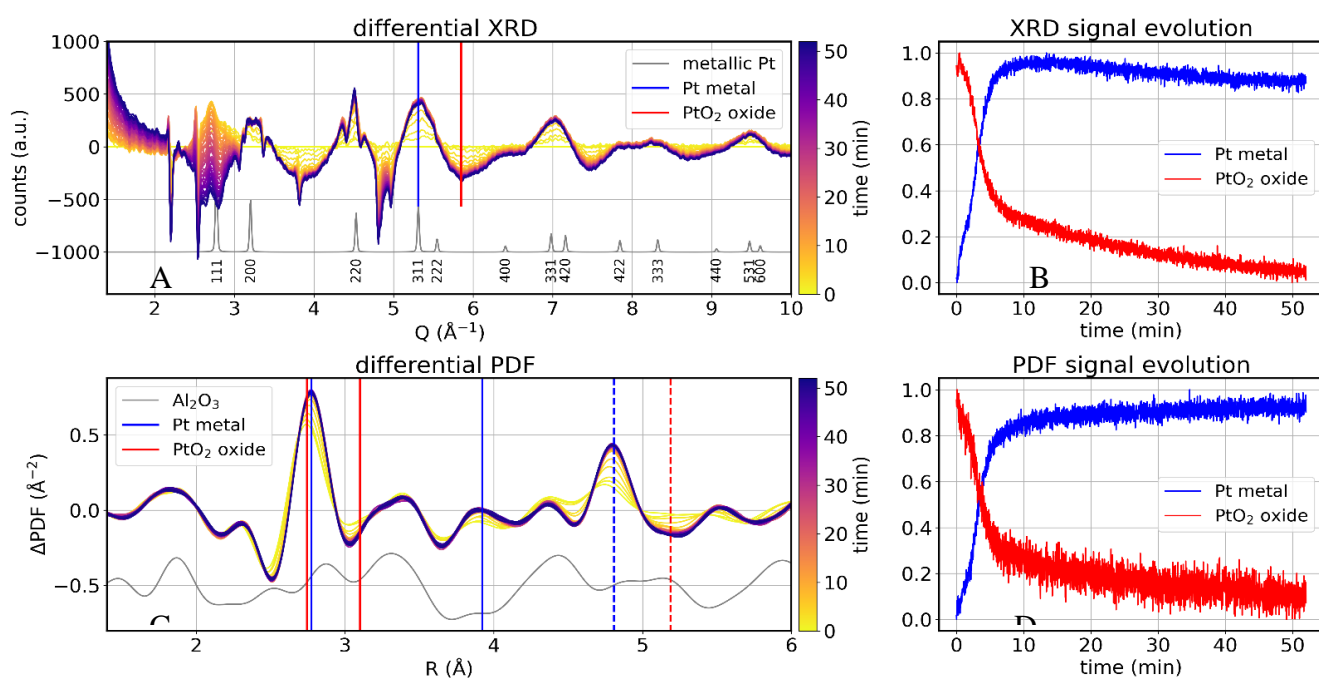 differential XRD
counts (a.u.)
1000
500
0
−500
−1000
metallic Pt
Pt metal
PtO₂ oxide
111
200
220
311
222
400
331
420
422
333
440
531
600
A
2
3
4
5
6
7
8
9
10
Q (Å⁻¹)
50
40
30
20
10
0
time (min)
XRD signal evolution
1.0
0.8
0.6
0.4
0.2
0.0
Pt metal
PtO₂ oxide
B
0
10
20
30
40
50
time (min)
differential PDF
ΔPDF (Å⁻²)
0.5
0.0
−0.5
Al₂O₃
Pt metal
PtO₂ oxide
C
2
3
4
5
6
R (Å)
50
40
30
20
10
0
time (min)
PDF signal evolution
1.0
0.8
0.6
0.4
0.2
0.0
Pt metal
PtO₂ oxide
D
0
10
20
30
40
50
time (min)